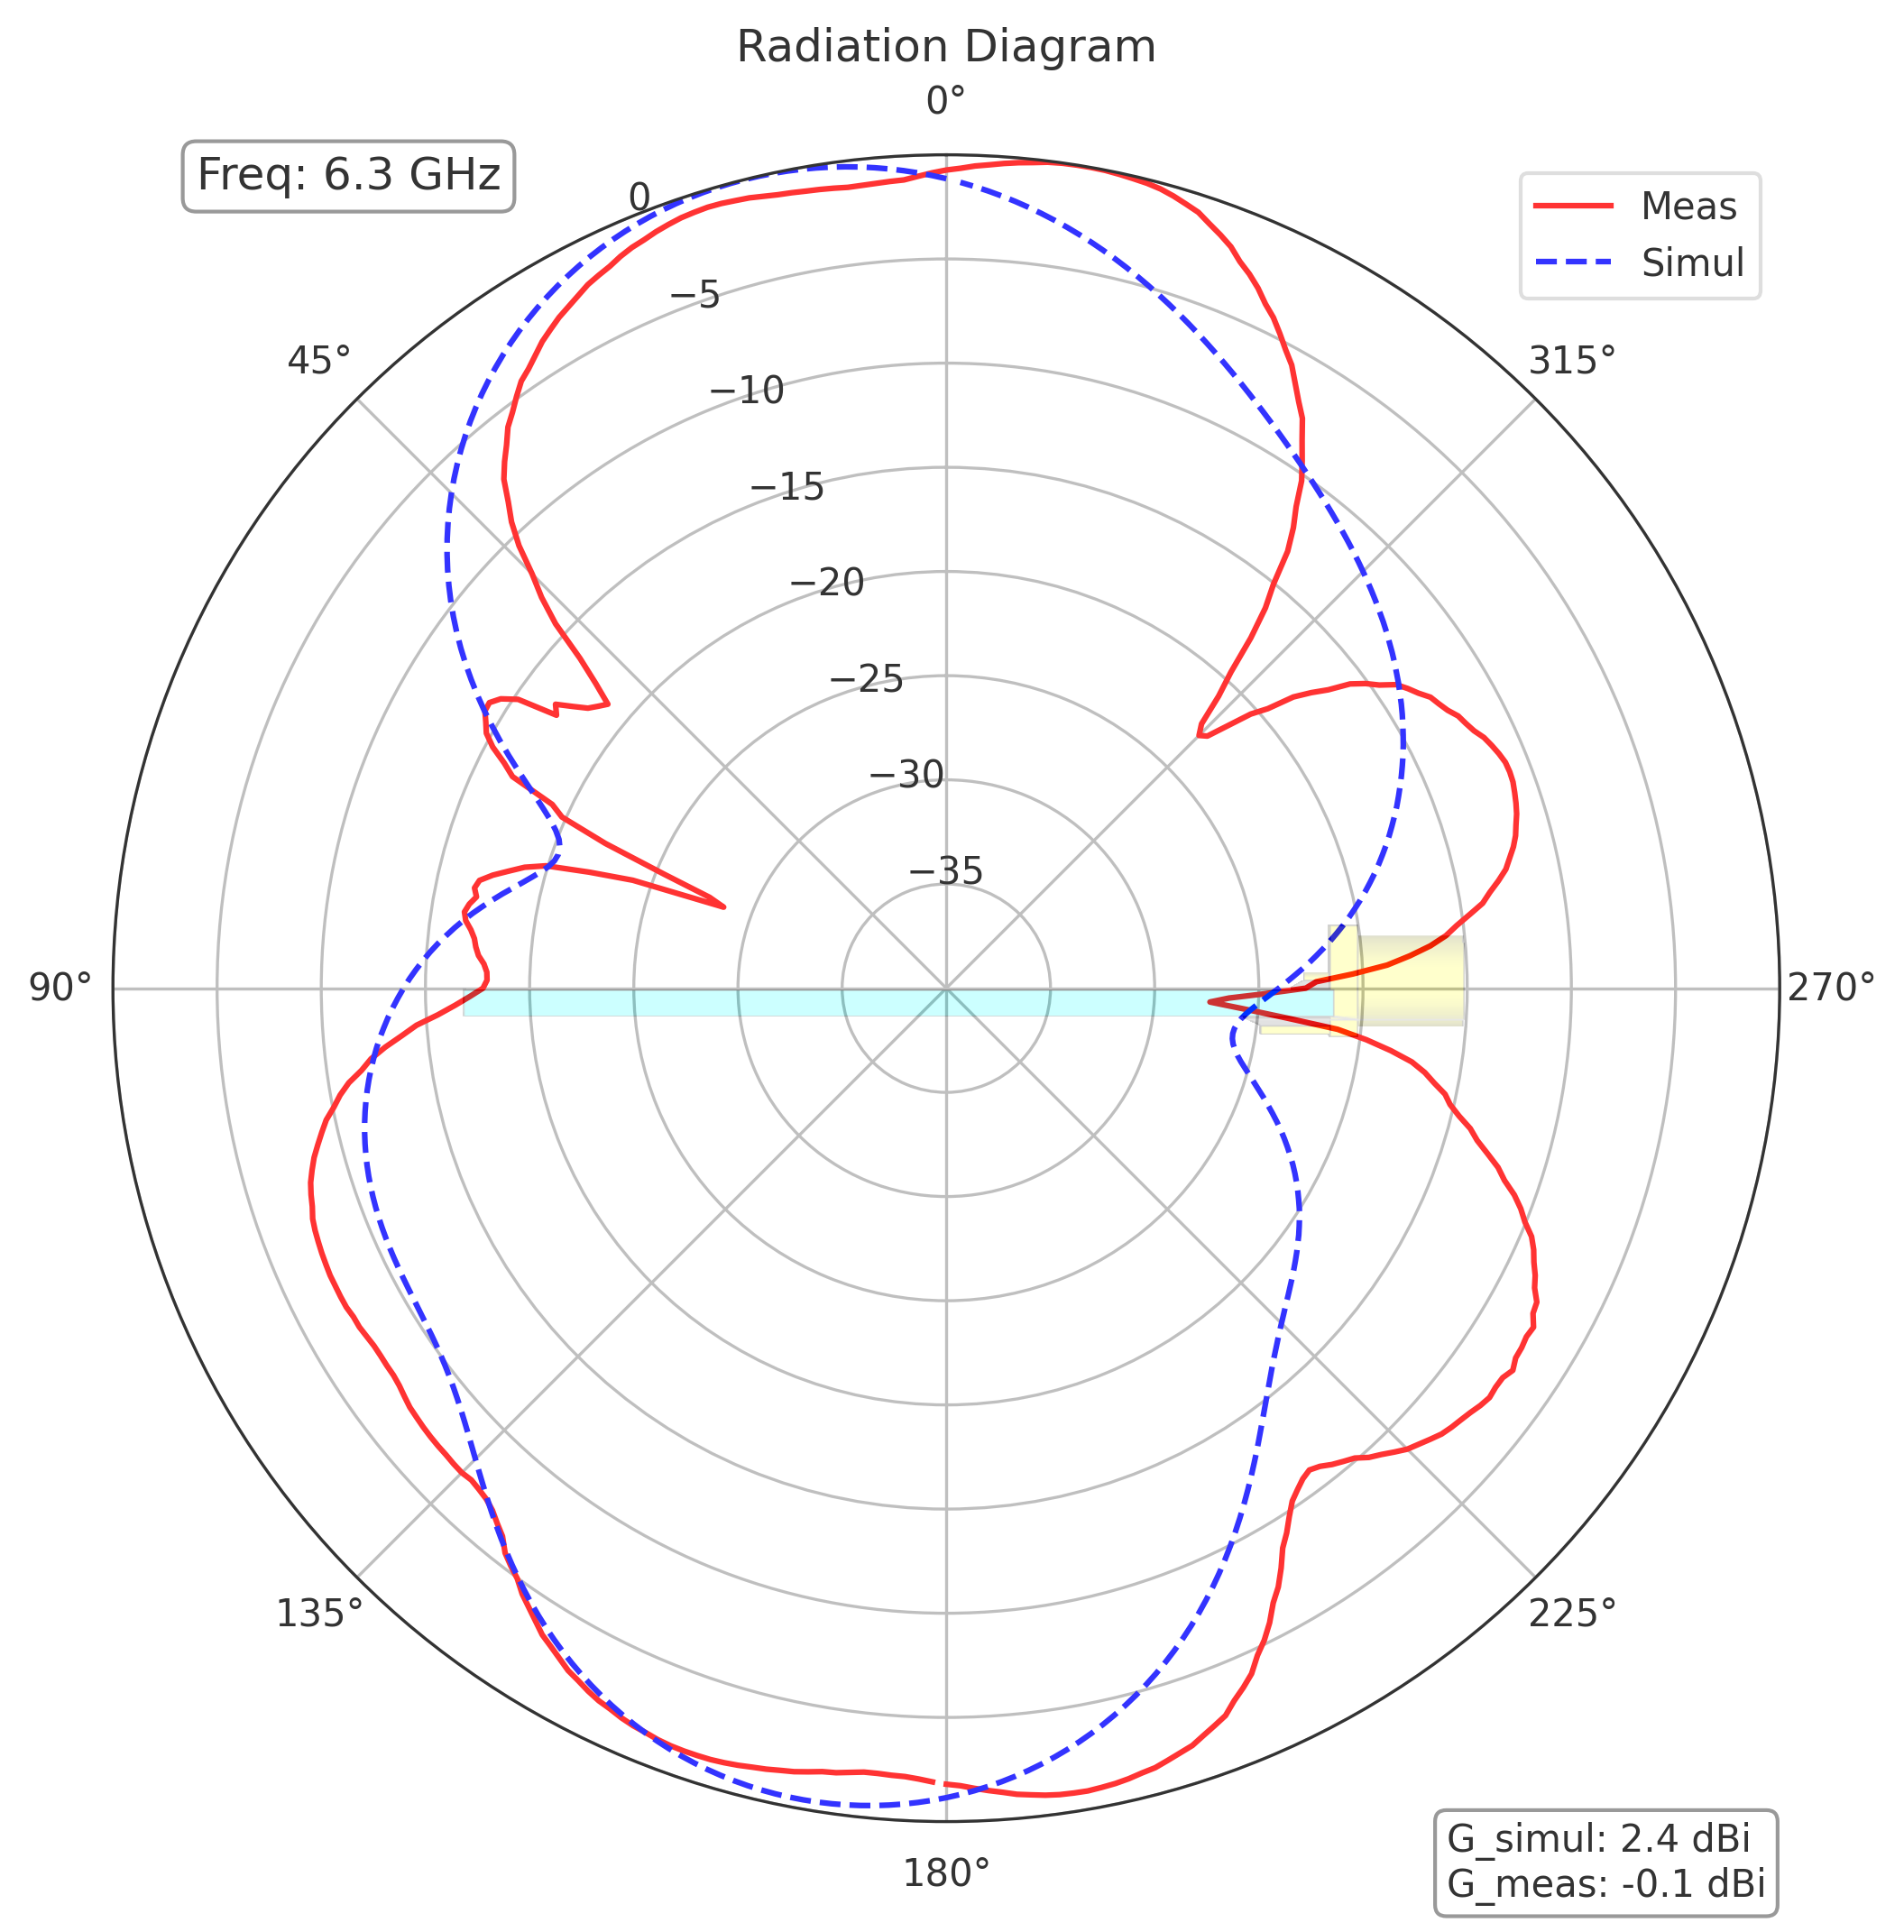 Radiation Diagram
0°
Freq: 6.3 GHz
Meas
Simul
0
−5
−10
−15
−20
−25
−30
−35
45°
315°
90°
270°
135°
225°
180°
G_simul: 2.4 dBi
G_meas: -0.1 dBi